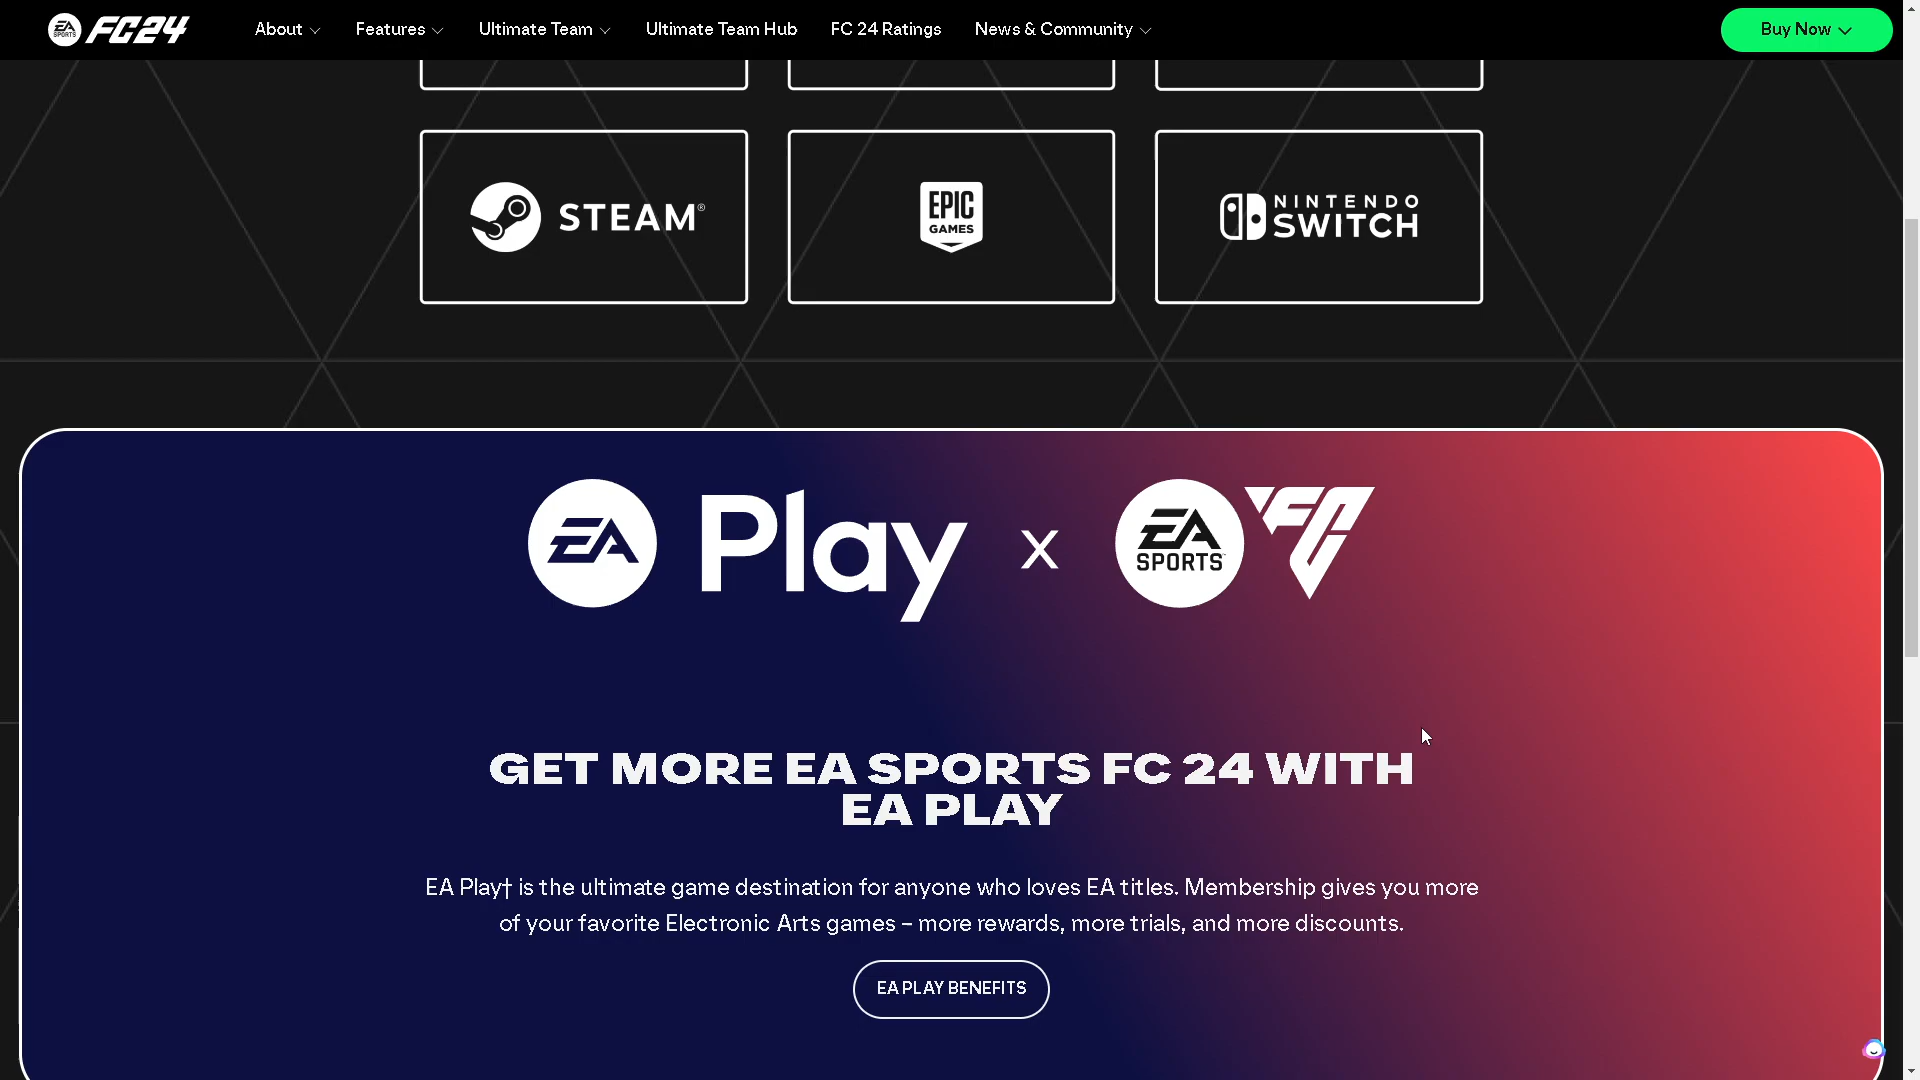 EA SPORTS FC24 About Features Ultimate Team Ultimate Team Hub FC 24 Ratings News & Community Buy Now
STEAM®
EPIC GAMES
NINTENDO SWITCH
EA Play x EA SPORTS FC
GET MORE EA SPORTS FC 24 WITH
EA PLAY
EA Play† is the ultimate game destination for anyone who loves EA titles. Membership gives you more
of your favorite Electronic Arts games – more rewards, more trials, and more discounts.
EA PLAY BENEFITS